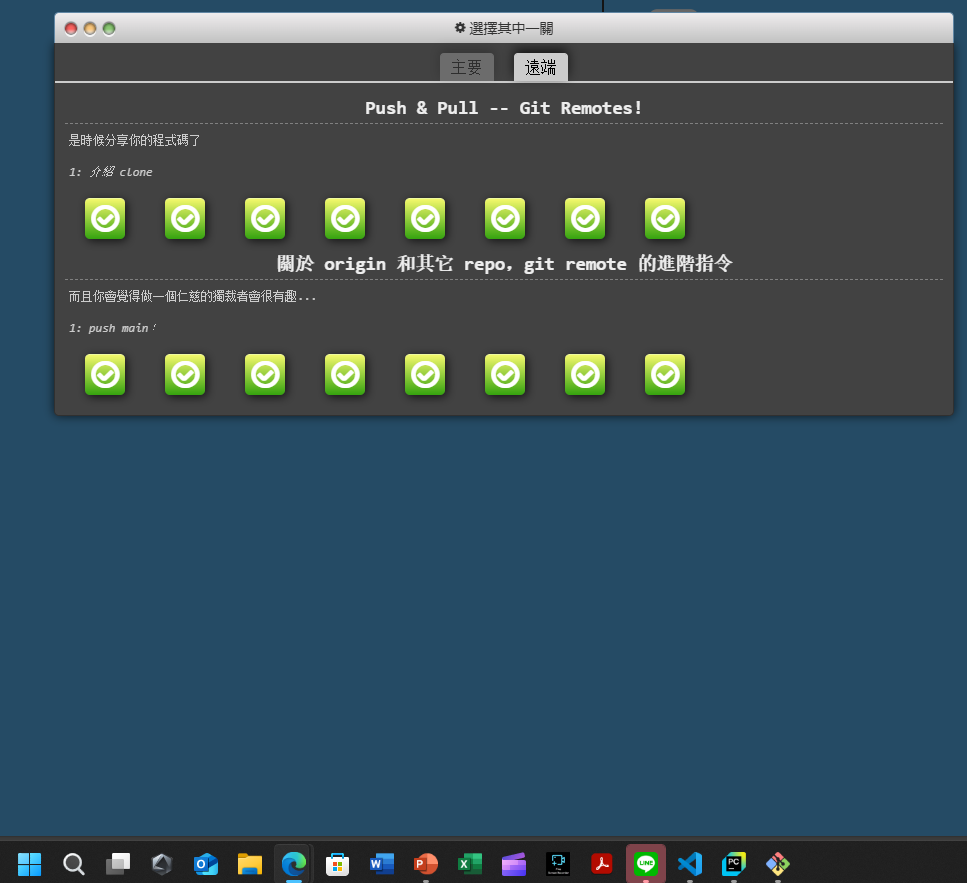 選擇其中一關
主要 遠端
Push & Pull -- Git Remotes!
是時候分享你的程式碼了
1: 介紹 clone
關於 origin 和其它 repo, git remote 的進階指令
而且你會覺得做一個仁慈的獨裁者會很有趣...
1: push main!